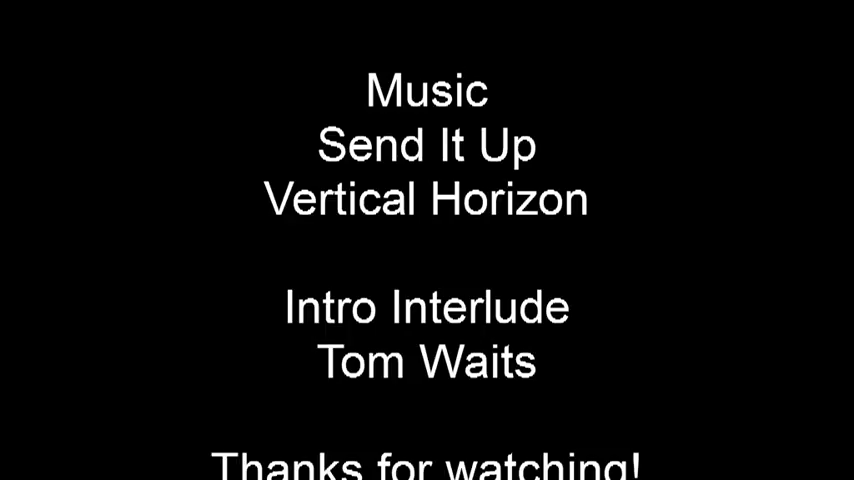 Music
Send It Up
Vertical Horizon
Intro Interlude
Tom Waits
Thanks for watching!